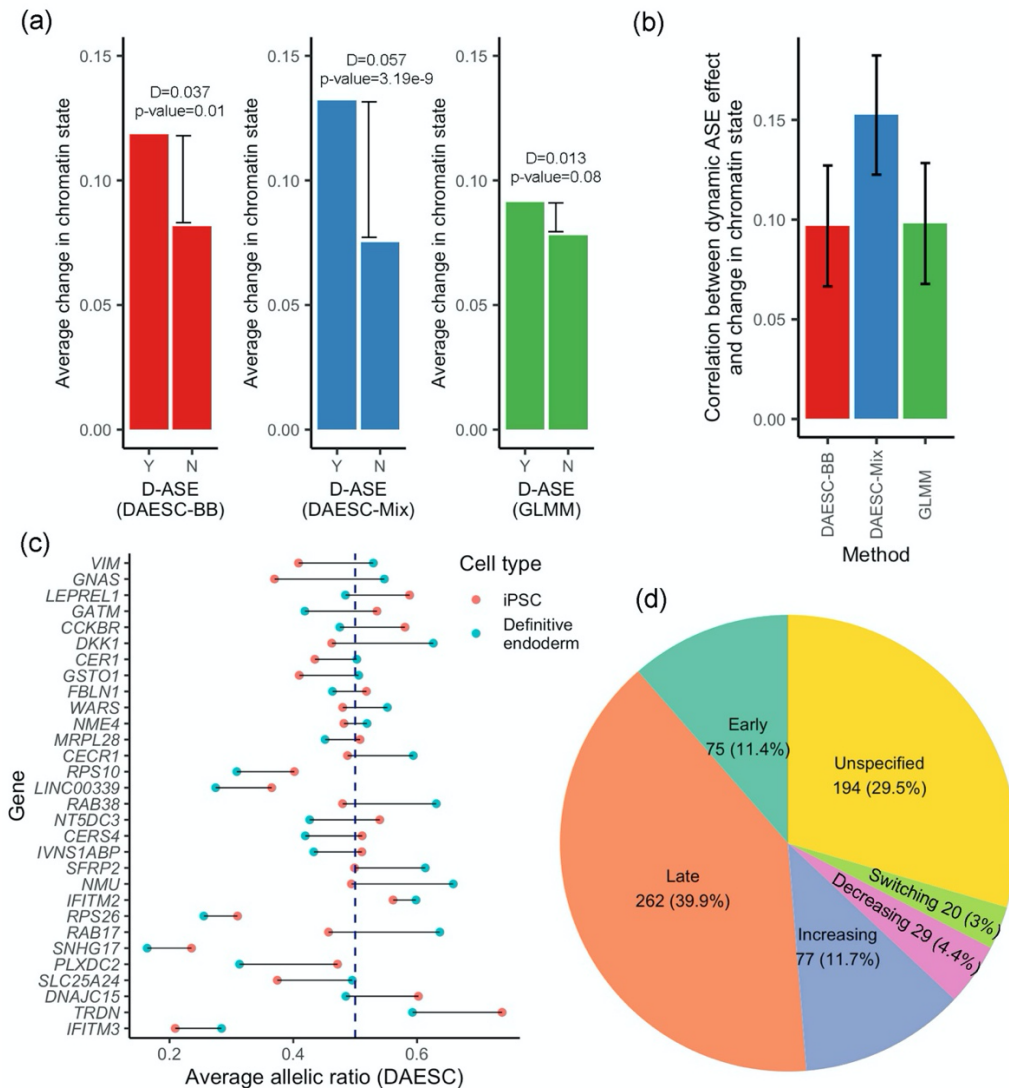 (a)
Average change in chromatin state
0.15
0.10
0.05
0.00
D=0.037
p-value=0.01
Y N
D-ASE
(DAESC-BB)
Average change in chromatin state
0.15
0.10
0.05
0.00
D=0.057
p-value=3.19e-9
Y N
D-ASE
(DAESC-Mix)
Average change in chromatin state
0.15
0.10
0.05
0.00
D=0.013
p-value=0.08
Y N
D-ASE
(GLMM)
(b)
Correlation between dynamic ASE effect
and change in chromatin state
0.15
0.10
0.05
0.00
DAESC-BB
DAESC-Mix
GLMM
Method
(c)
Gene
VIM
GNAS
LEPREL1
GATM
CCKBR
DKK1
CER1
GSTO1
FBLN1
WARS
NME4
MRPL28
CECR1
RPS10
LINC00339
RAB38
NT5DC3
CERS4
IVNS1ABP
SFRP2
NMU
IFITM2
RPS26
RAB17
SNHG17
PLXDC2
SLC25A24
DNAJC15
TRDN
IFITM3
0.2 0.4 0.6
Average allelic ratio (DAESC)
Cell type
iPSC
Definitive
endoderm
(d)
Early
75 (11.4%)
Unspecified
194 (29.5%)
Switching 20 (3%)
Decreasing 29 (4.4%)
Increasing
77 (11.7%)
Late
262 (39.9%)